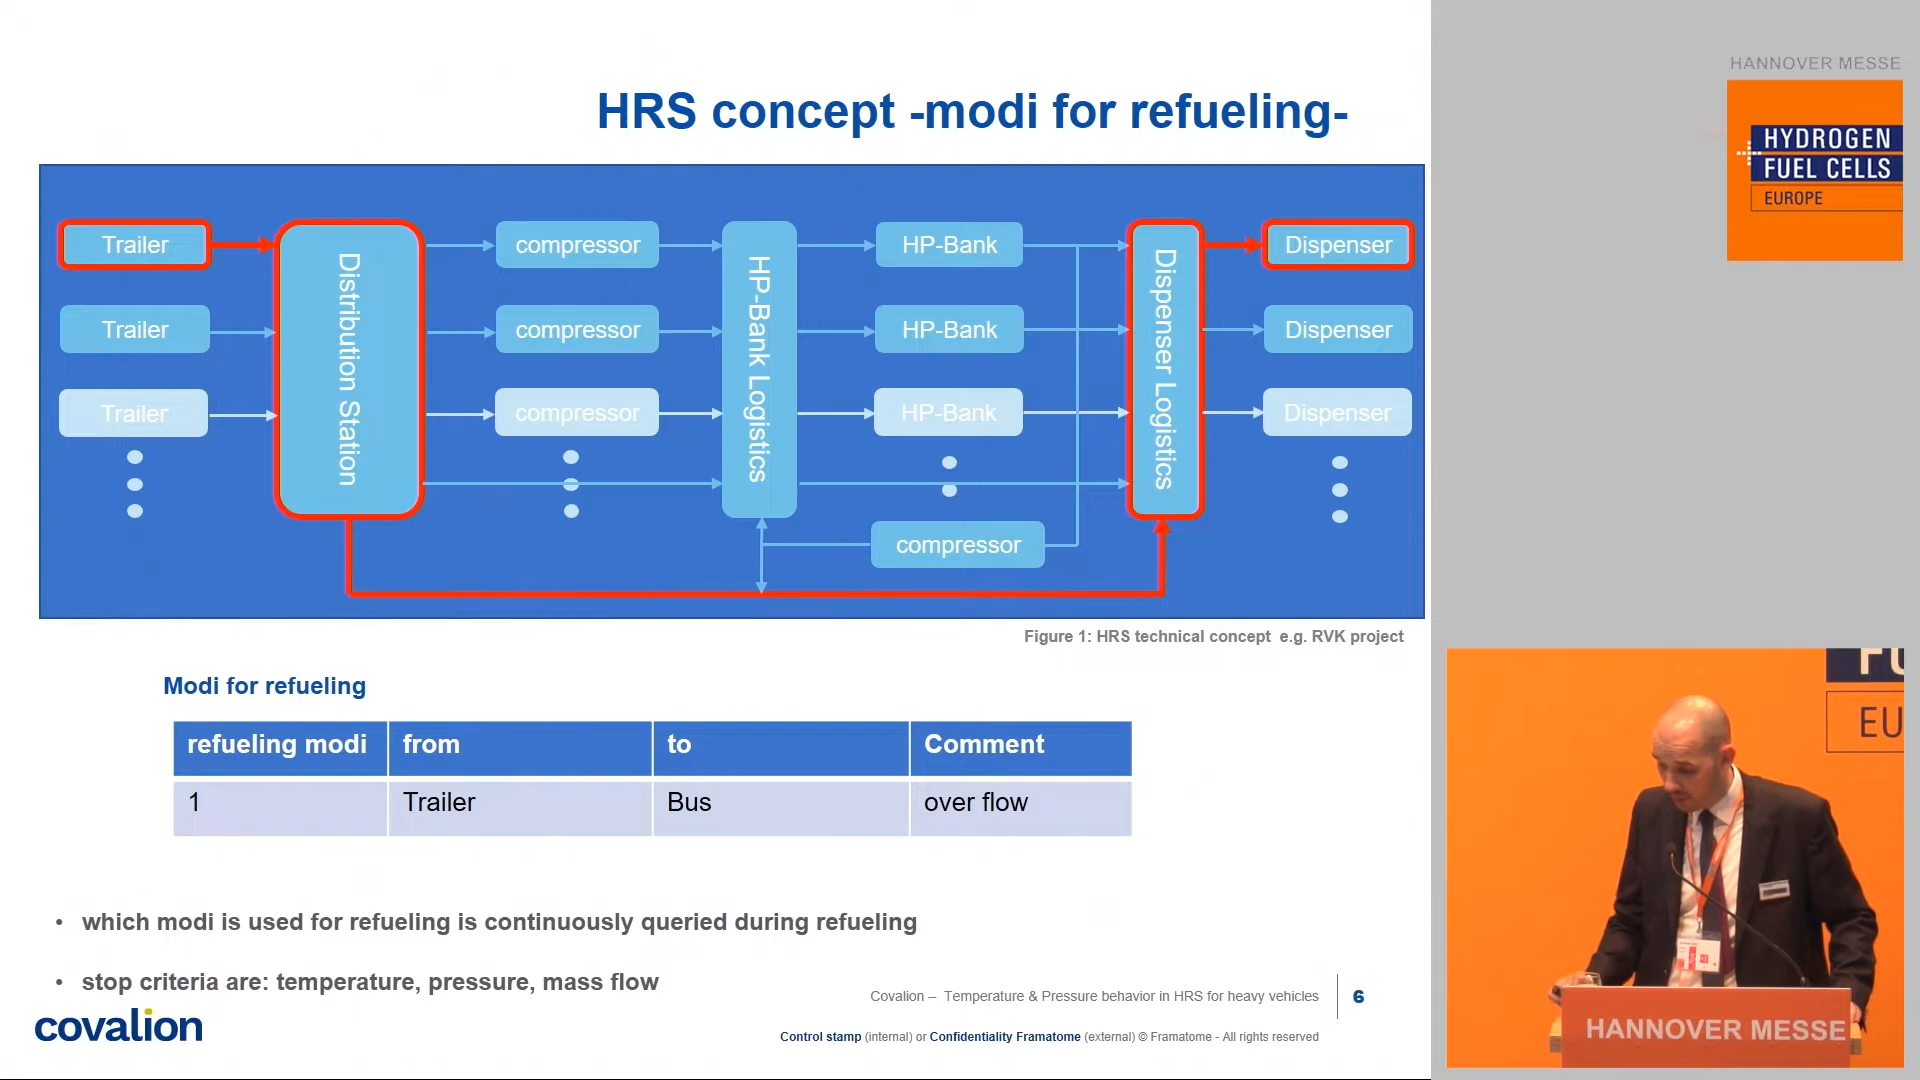 HRS concept -modi for refueling-
Trailer
Trailer
Trailer
Distribution Station
compressor
compressor
compressor
HP-Bank Logistics
HP-Bank
HP-Bank
HP-Bank
compressor
Dispenser Logistics
Dispenser
Dispenser
Dispenser
Figure 1: HRS technical concept e.g. RVK project
Modi for refueling
refueling modi from to Comment
1 Trailer Bus over flow
• which modi is used for refueling is continuously queried during refueling
• stop criteria are: temperature, pressure, mass flow
covalion
Covalion – Temperature & Pressure behavior in HRS for heavy vehicles 6
Control stamp (internal) or Confidentiality Framatome (external) © Framatome - All rights reserved
HANNOVER MESSE
HYDROGEN
FUEL CELLS
EUROPE
FU
EU
HANNOVER MESSE